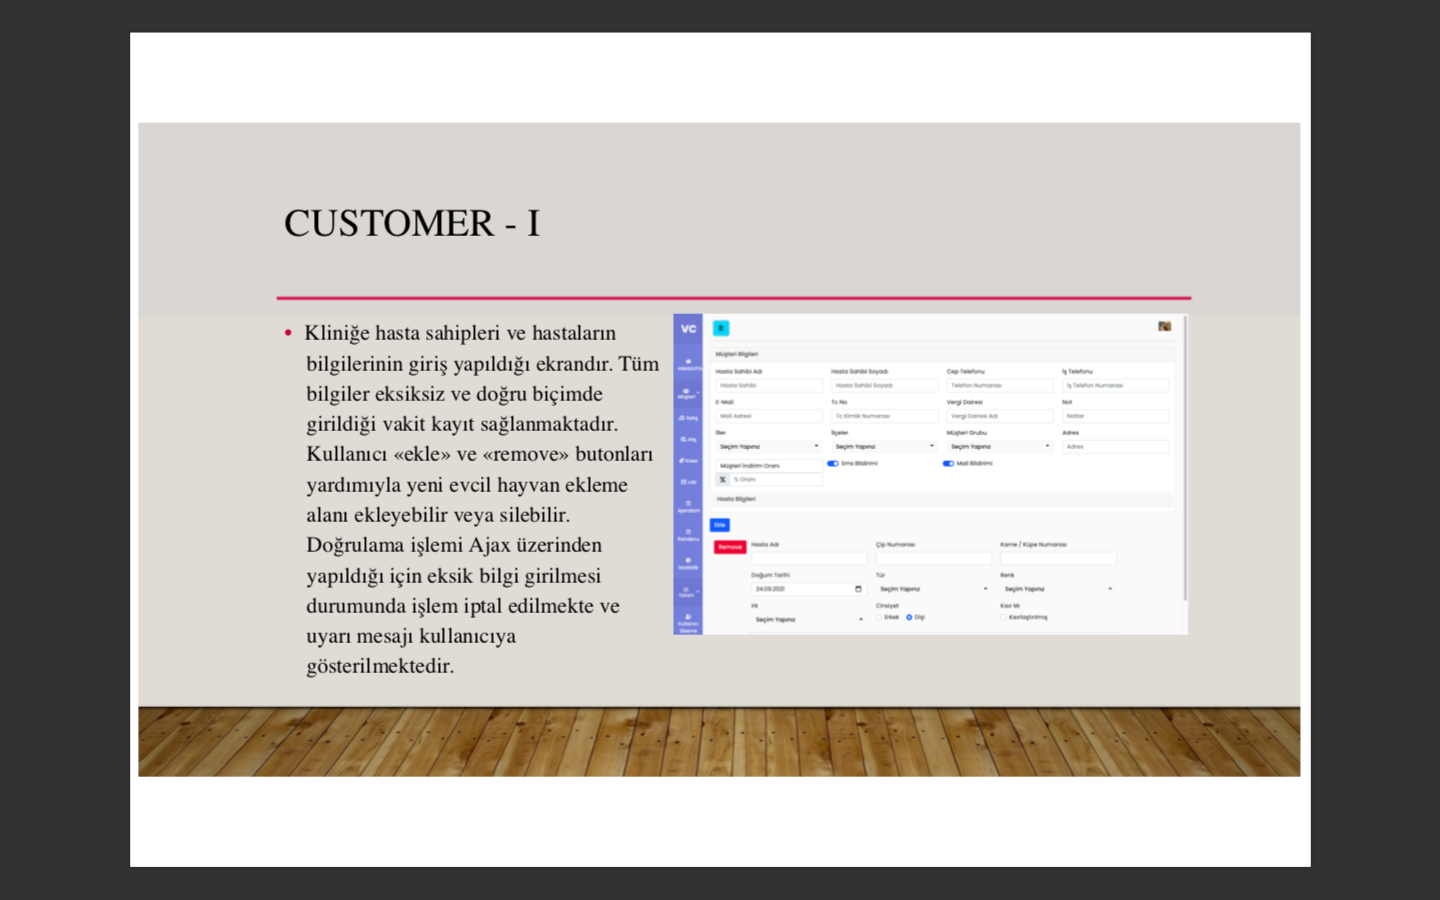 CUSTOMER - I
• Kliniğe hasta sahipleri ve hastaların
bilgilerinin giriş yapıldığı ekrandır. Tüm
bilgiler eksiksiz ve doğru biçimde
girildiği vakit kayıt sağlanmaktadır.
Kullanıcı «ekle» ve «remove» butonları
yardımıyla yeni evcil hayvan ekleme
alanı ekleyebilir veya silebilir.
Doğrulama işlemi Ajax üzerinden
yapıldığı için eksik bilgi girilmesi
durumunda işlem iptal edilmekte ve
uyarı mesajı kullanıcıya
gösterilmektedir.
VC
Müşteri
Satış
Alış
Randevu
Tanım
Müşteri Bilgileri
Hasta Sahibi Adı Hasta Sahibi Soyadı Cep Telefonu İş Telefonu
Hasta Sahibi Hasta Sahibi Soyadı Telefon Numarası İş Telefon Numarası
E-Mail Tc No Vergi Dairesi Not
Mail Adresi Tc Kimlik Numarası Vergi Dairesi Adı Notlar
İller İlçeler Müşteri Grubu Adres
Seçim Yapınız Seçim Yapınız Seçim Yapınız Adres
Müşteri İndirim Oranı Sms Bildirimi Mail Bildirimi
% % Oranı
Hasta Bilgileri
Ekle
Remove Hasta Adı Çip Numarası Karne / Küpe Numarası
Doğum Tarihi Tür Renk
24.09.2021 Seçim Yapınız Seçim Yapınız
Irk Cinsiyet Kısır Mı
Seçim Yapınız Erkek Dişi Kısırlaştırılmış